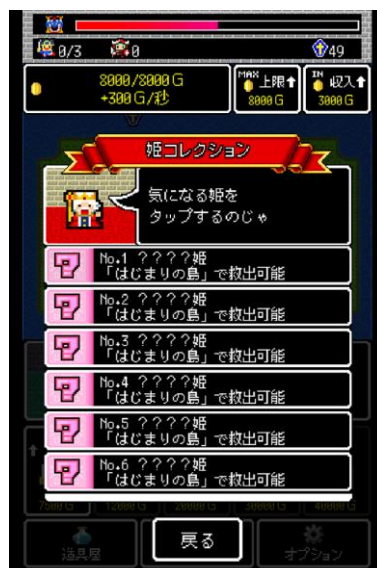 0/3
0
49
8000/8000G
+300G/秒
MAX 上限↑
8000G
IN 収入↑
3000G
姫コレクション
気になる姫を
タップするのじゃ
No.1 ????姫
「はじまりの島」で救出可能
No.2 ????姫
「はじまりの島」で救出可能
No.3 ????姫
「はじまりの島」で救出可能
No.4 ????姫
「はじまりの島」で救出可能
No.5 ????姫
「はじまりの島」で救出可能
No.6 ????姫
「はじまりの島」で救出可能
7500G 12000G 20000G 30000G 40000G
道具屋
戻る
オプション